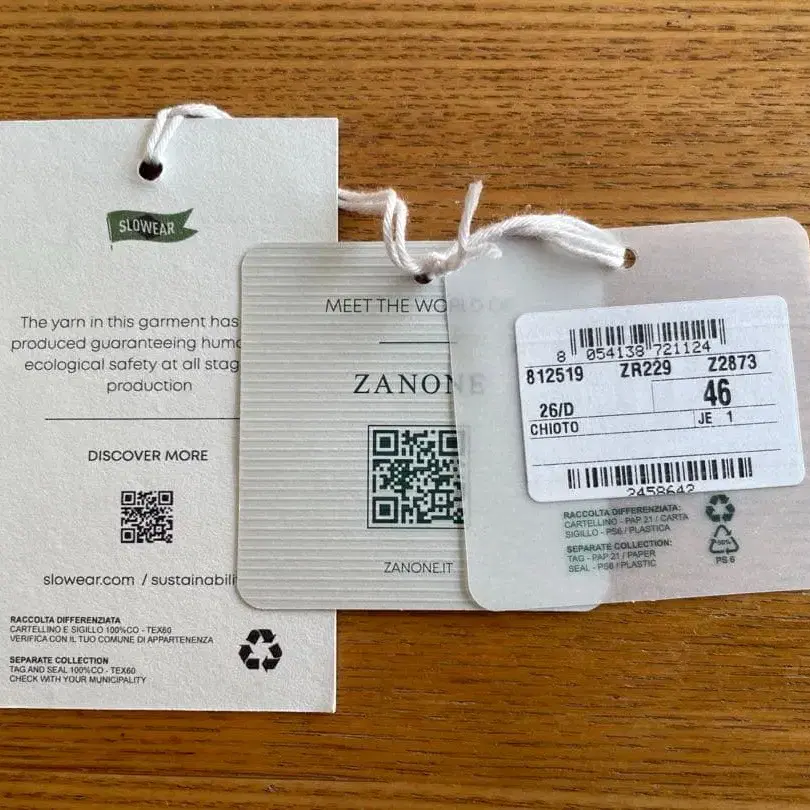 SLOWEAR
The yarn in this garment has
produced guaranteeing
ecological safety at all
production
DISCOVER MORE
slowear.com / sustainabili
RACCOLTA DIFFERENZIATA
CARTELLINO E SIGILLO 100%CO - TEX60
VERIFICA CON IL TUO COMUNE DI APPARTENENZA
SEPARATE COLLECTION
TAG AND SEAL 100%CO - TEX60
CHECK WITH YOUR MUNICIPALITY
MEET THE WORLD OF
ZANONE
ZANONE.IT
8 054138 721124
812519 ZR229 Z2873
26/D 46
CHIOTO JE 1
2458642
RACCOLTA DIFFERENZIATA:
CARTELLINO - PAP 21 / CARTA
SIGILLO - PS6 / PLASTICA
SEPARATE COLLECTION:
TAG - PAP 21 / PAPER
SEAL - PS6 / PLASTIC
PS 6